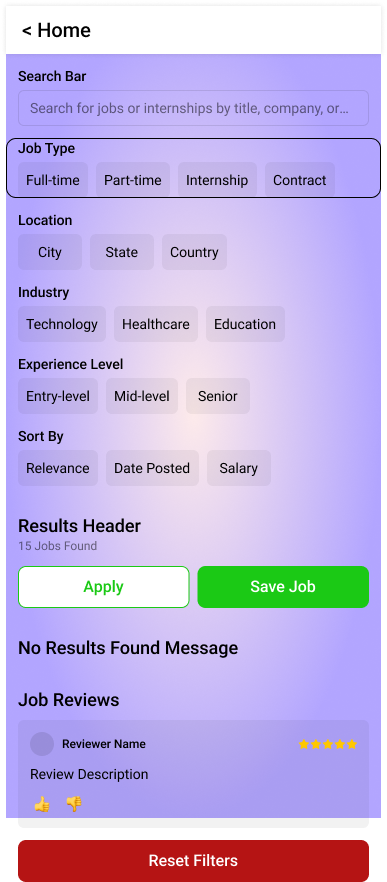 < Home
Search Bar
Search for jobs or internships by title, company, or...
Job Type
Full-time Part-time Internship Contract
Location
City State Country
Industry
Technology Healthcare Education
Experience Level
Entry-level Mid-level Senior
Sort By
Relevance Date Posted Salary
Results Header
15 Jobs Found
Apply Save Job
No Results Found Message
Job Reviews
Reviewer Name
Review Description
Reset Filters